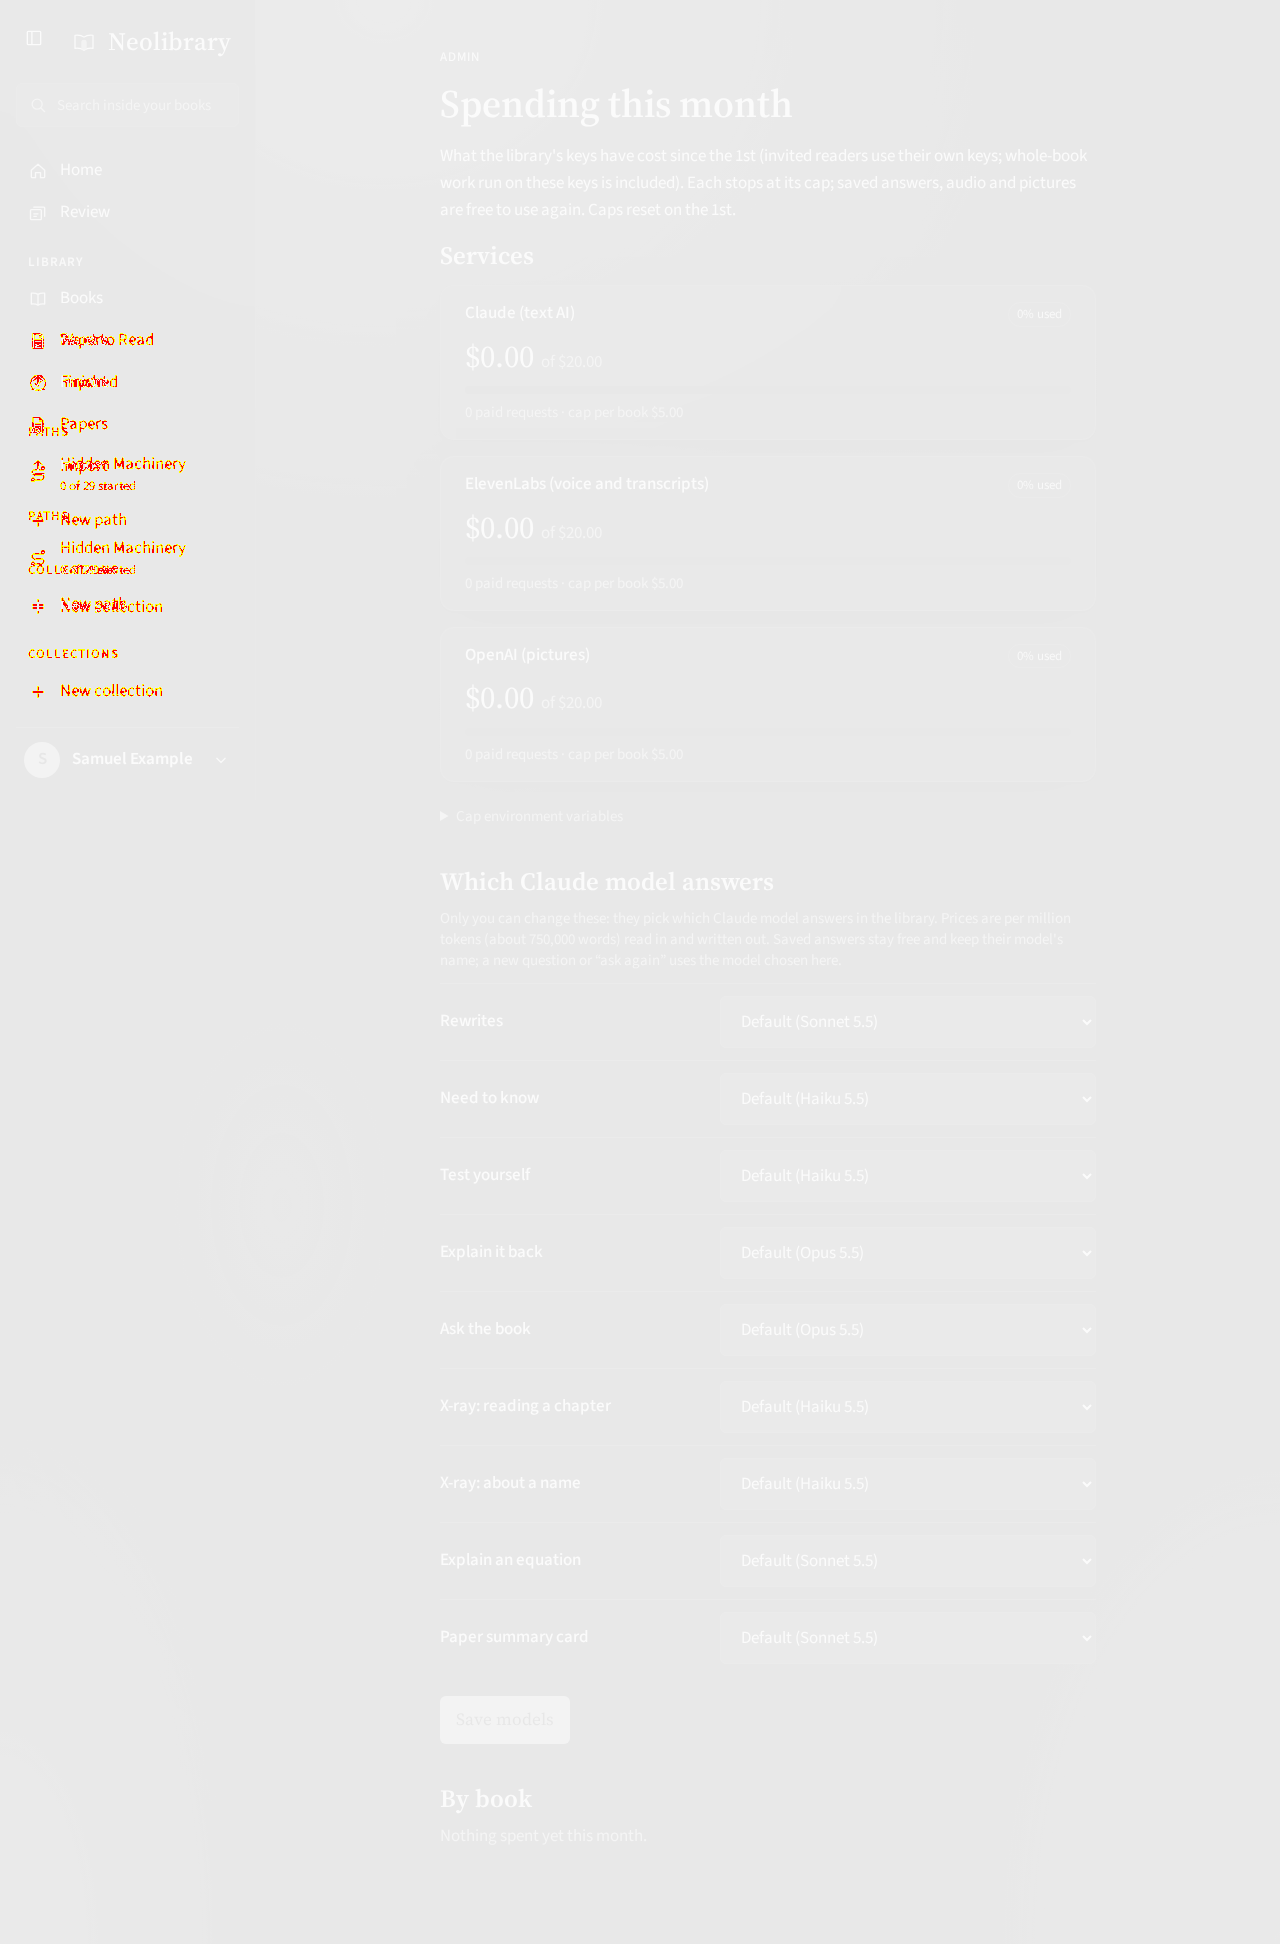 Neolibrary
Search inside your books
Home
Review
LIBRARY
Books
Papers
PATHS
Hidden Machinery
0 of 29 started
New path
Hidden Machinery
New collection
COLLECTIONS
New collection
S
Samuel Example
ADMIN
Spending this month
What the library's keys have cost since the 1st (invited readers use their own keys; whole-book
work run on these keys is included). Each stops at its cap; saved answers, audio and pictures
are free to use again. Caps reset on the 1st.
Services
Claude (text AI)
0% used
$0.00 of $20.00
0 paid requests · cap per book $5.00
ElevenLabs (voice and transcripts)
0% used
$0.00 of $20.00
0 paid requests · cap per book $5.00
OpenAI (pictures)
0% used
$0.00 of $20.00
0 paid requests · cap per book $5.00
Cap environment variables
Which Claude model answers
Only you can change these: they pick which Claude model answers in the library. Prices are per million
tokens (about 750,000 words) read in and written out. Saved answers stay free and keep their model's
name; a new question or “ask again” uses the model chosen here.
Rewrites
Default (Sonnet 5.5)
Need to know
Default (Haiku 5.5)
Test yourself
Default (Haiku 5.5)
Explain it back
Default (Opus 5.5)
Ask the book
Default (Opus 5.5)
X-ray: reading a chapter
Default (Haiku 5.5)
X-ray: about a name
Default (Haiku 5.5)
Explain an equation
Default (Sonnet 5.5)
Paper summary card
Default (Sonnet 5.5)
Save models
By book
Nothing spent yet this month.